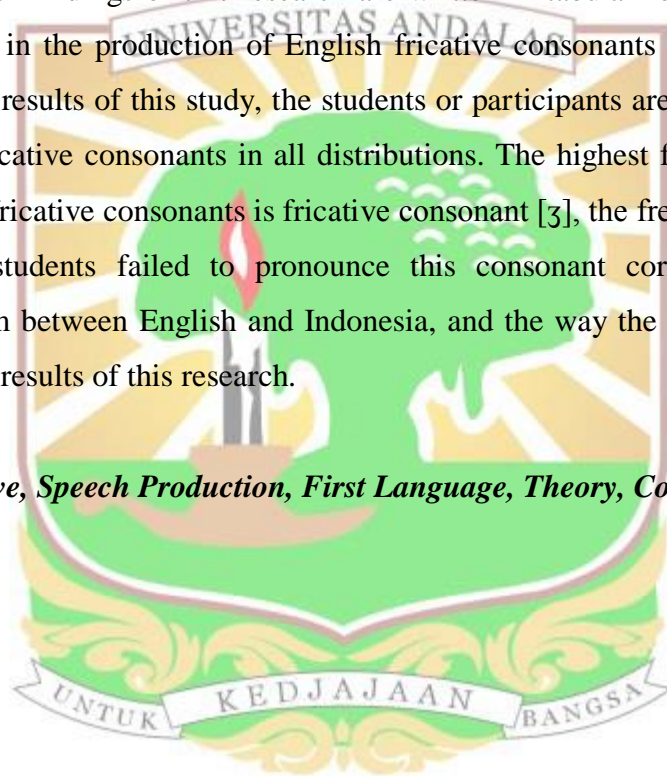 UNIVERSITAS ANDALAS
in the production of English fricative consonants
results of this study, the students or participants are
icative consonants in all distributions. The highest f
fricative consonants is fricative consonant [ʒ], the fre
students failed to pronounce this consonant cor
n between English and Indonesia, and the way the
results of this research.
ve, Speech Production, First Language, Theory, Co
UNTUK KEDJAJAAN BANGSA